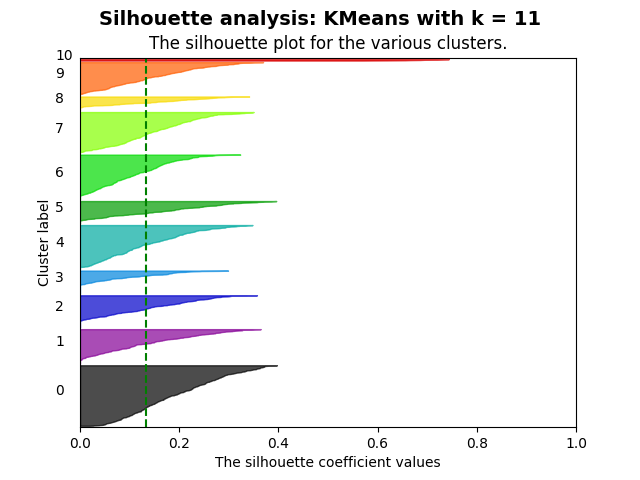 Silhouette analysis: KMeans with k = 11
The silhouette plot for the various clusters.
10
9
8
7
6
5
4
3
2
1
0
Cluster label
0.0 0.2 0.4 0.6 0.8 1.0
The silhouette coefficient values